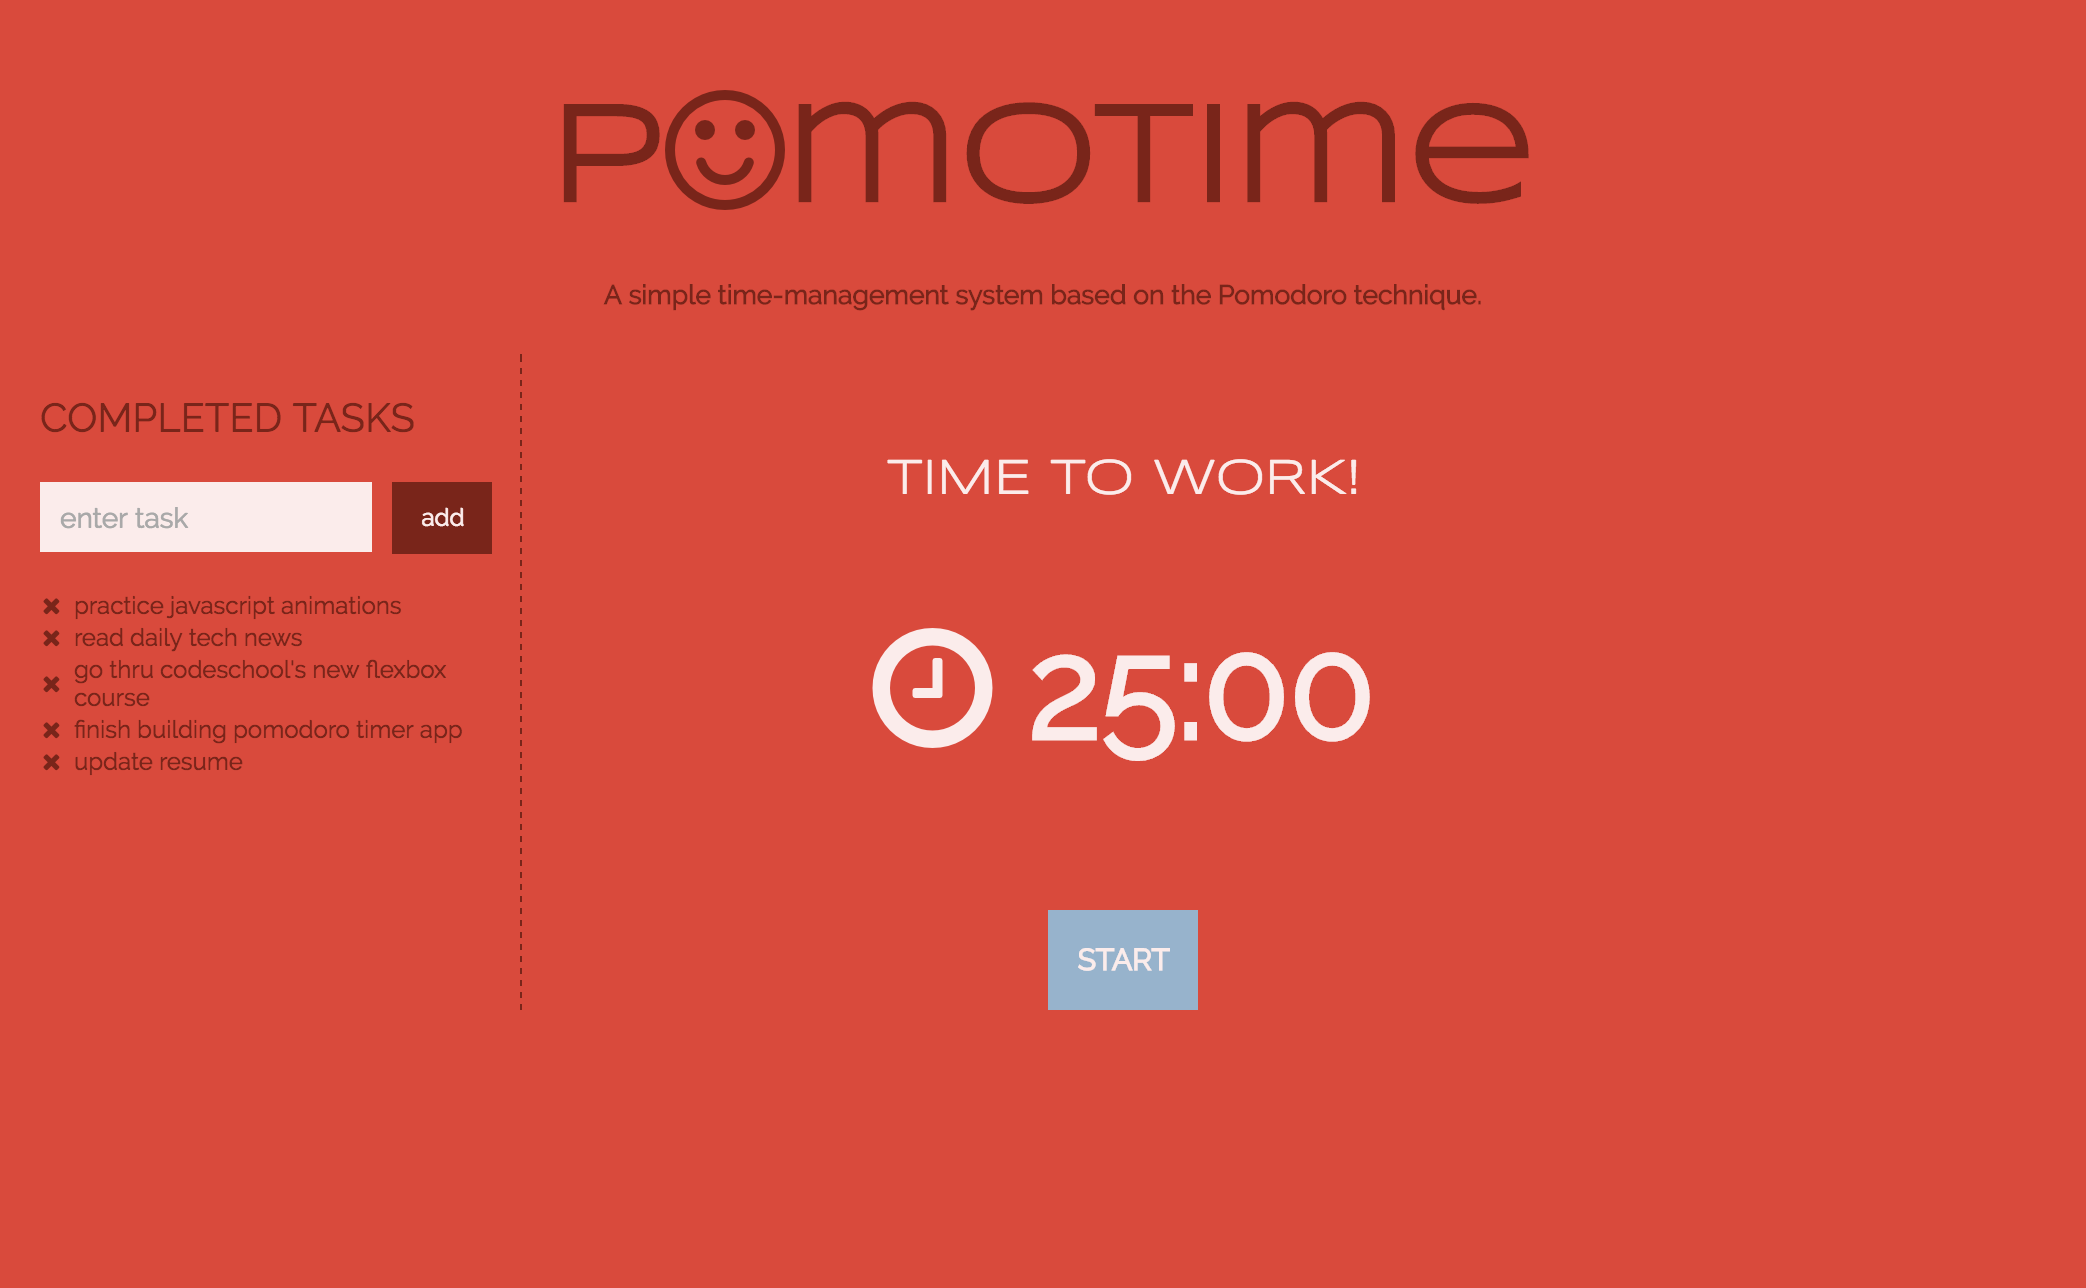 POmOTIme
A simple time-management system based on the Pomodoro technique.
COMPLETED TASKS
enter task
add
practice javascript animations
read daily tech news
go thru codeschool's new flexbox
course
finish building pomodoro timer app
update resume
TIME TO WORK!
25:00
START